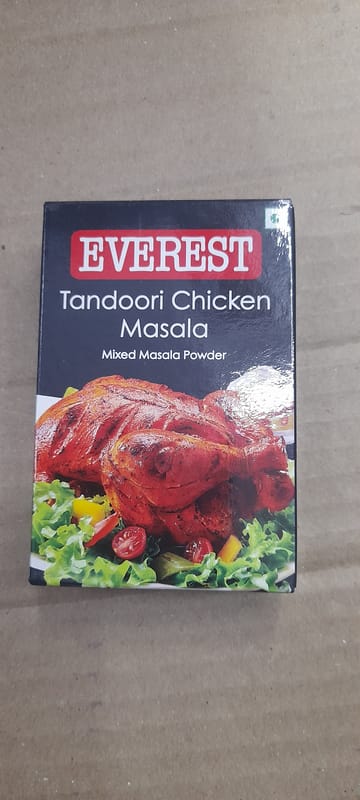 EVEREST
Tandoori Chicken
Masala
Mixed Masala Powder